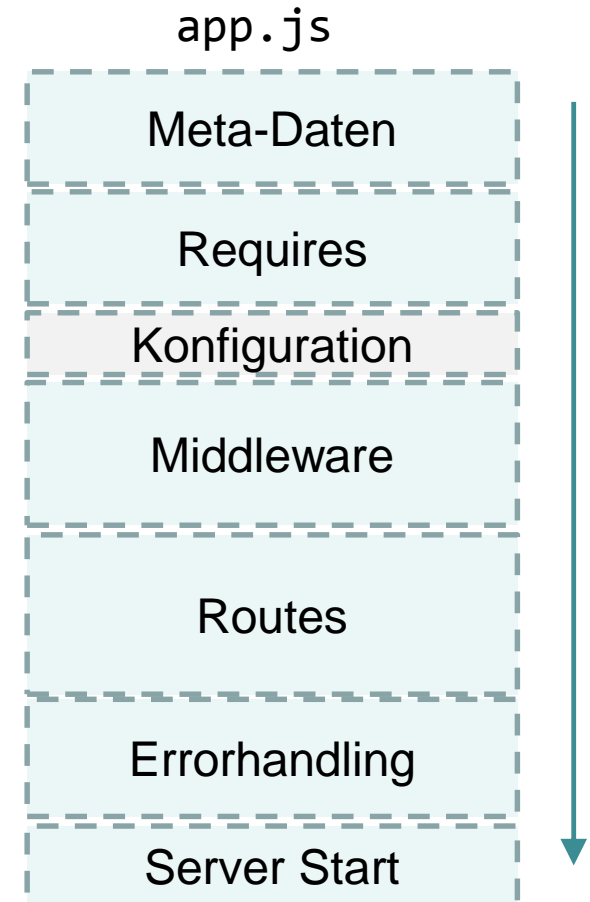 app.js
Meta-Daten
Requires
Konfiguration
Middleware
Routes
Errorhandling
Server Start